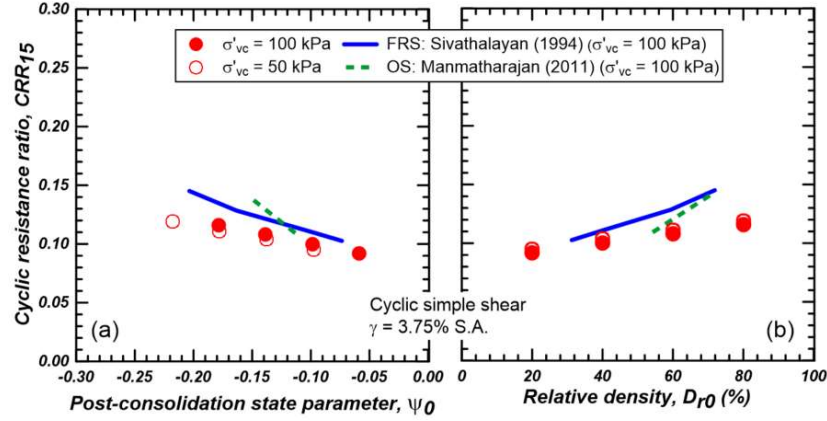 0.30
0.25
0.20
0.15
0.10
0.05
0.00
Cyclic resistance ratio, CRR15
σ'vc = 100 kPa
σ'vc = 50 kPa
FRS: Sivathalayan (1994) (σ'vc = 100 kPa)
OS: Manmatharajan (2011) (σ'vc = 100 kPa)
(a)
Cyclic simple shear
γ = 3.75% S.A.
(b)
-0.30 -0.25 -0.20 -0.15 -0.10 -0.05 0.00
0 20 40 60 80 100
Post-consolidation state parameter, ψ0
Relative density, Dr0 (%)